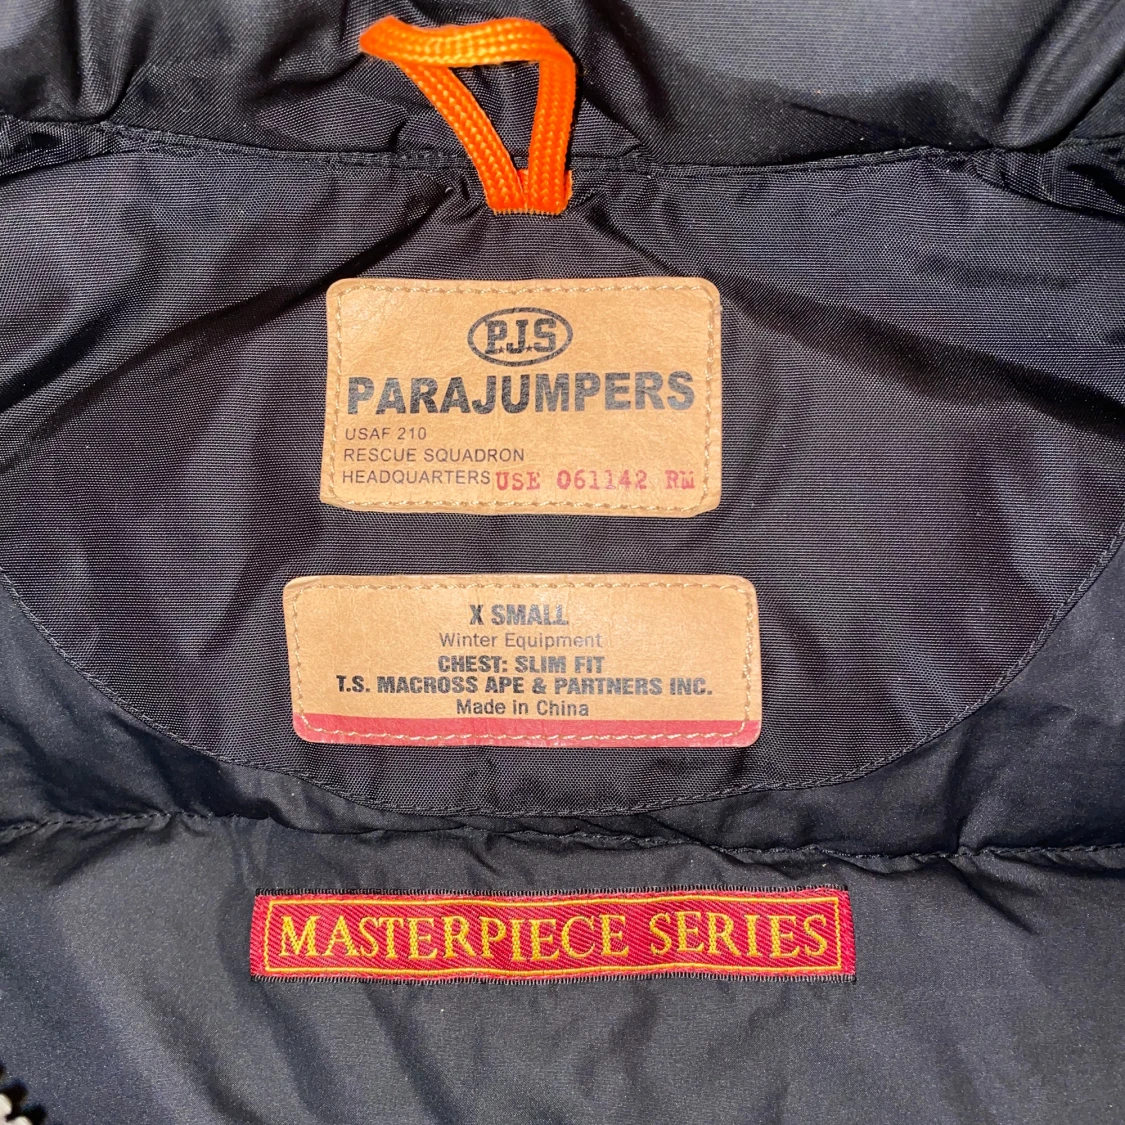 P.J.S
PARAJUMPERS
USAF 210
RESCUE SQUADRON
HEADQUARTERS USE 061142 RM
X SMALL
Winter Equipment
CHEST: SLIM FIT
T.S. MACROSS APE & PARTNERS INC.
Made in China
MASTERPIECE SERIES